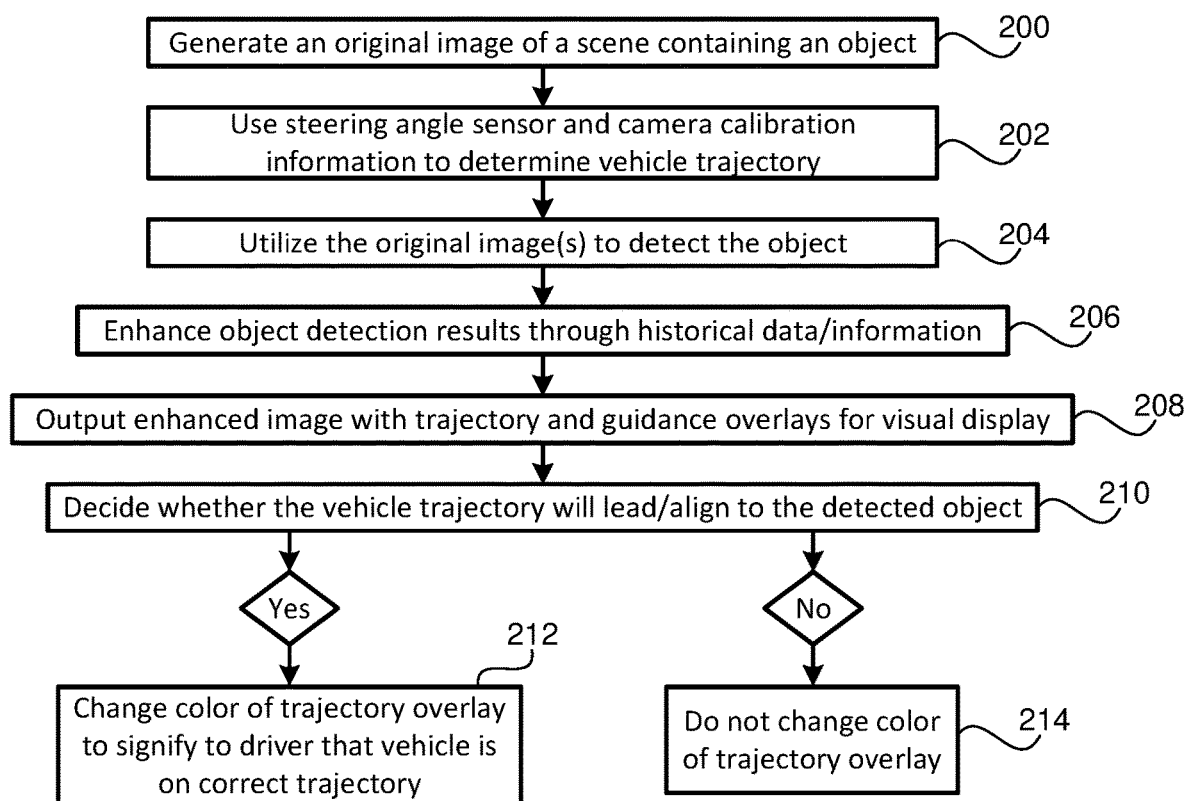 Generate an original image of a scene containing an object
200
Use steering angle sensor and camera calibration
information to determine vehicle trajectory
202
Utilize the original image(s) to detect the object
204
Enhance object detection results through historical data/information
206
Output enhanced image with trajectory and guidance overlays for visual display
208
Decide whether the vehicle trajectory will lead/align to the detected object
210
Yes
No
212
Change color of trajectory overlay
to signify to driver that vehicle is
on correct trajectory
Do not change color
of trajectory overlay
214